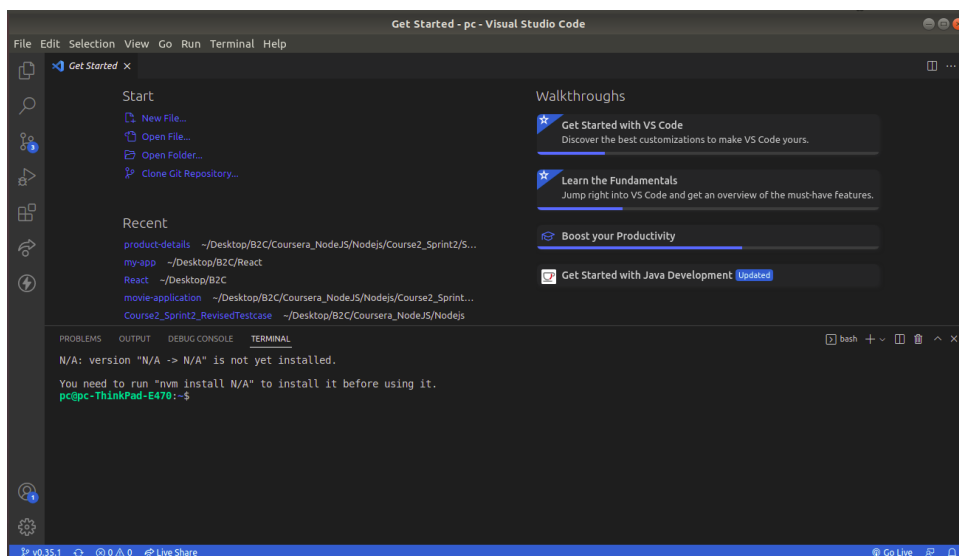 Get Started - pc - Visual Studio Code
File Edit Selection View Go Run Terminal Help
Get Started
Start
New File...
Open File...
Open Folder...
Clone Git Repository...
Recent
product-details ~/Desktop/B2C/Coursera_NodeJS/Nodejs/Course2_Sprint2/S...
my-app ~/Desktop/B2C/React
React ~/Desktop/B2C
movie-application ~/Desktop/B2C/Coursera_NodeJS/Nodejs/Course2_Sprint...
Course2_Sprint2_RevisedTestcase ~/Desktop/B2C/Coursera_NodeJS/Nodejs
Walkthroughs
Get Started with VS Code
Discover the best customizations to make VS Code yours.
Learn the Fundamentals
Jump right into VS Code and get an overview of the must-have features.
Boost your Productivity
Get Started with Java Development Updated
3
PROBLEMS OUTPUT DEBUG CONSOLE TERMINAL
bash
N/A: version "N/A -> N/A" is not yet installed.
You need to run "nvm install N/A" to install it before using it.
pc@pc-ThinkPad-E470:~$
1
v0.35.1 0 0 Live Share
Go Live